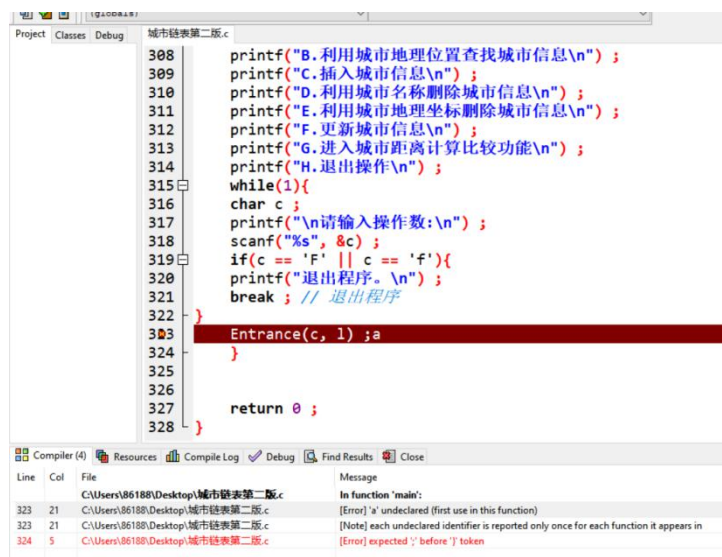 (globals)
Project Classes Debug 城市链表第二版.c
308 printf("B.利用城市地理位置查找城市信息\n") ;
309 printf("C.插入城市信息\n") ;
310 printf("D.利用城市名称删除城市信息\n") ;
311 printf("E.利用城市地理坐标删除城市信息\n") ;
312 printf("F.更新城市信息\n") ;
313 printf("G.进入城市距离计算比较功能\n") ;
314 printf("H.退出操作\n") ;
315 while(1){
316 char c ;
317 printf("\n请输入操作数:\n") ;
318 scanf("%s", &c) ;
319 if(c == 'F' || c == 'f'){
320 printf("退出程序。\n") ;
321 break ; // 退出程序
322 }
323 Entrance(c, l) ;a
324 }
325
326
327 return 0 ;
328 }
Compiler (4) Resources Compile Log Debug Find Results Close
Line Col File Message
C:\Users\86188\Desktop\城市链表第二版.c In function 'main':
323 21 C:\Users\86188\Desktop\城市链表第二版.c [Error] 'a' undeclared (first use in this function)
323 21 C:\Users\86188\Desktop\城市链表第二版.c [Note] each undeclared identifier is reported only once for each function it appears in
324 5 C:\Users\86188\Desktop\城市链表第二版.c [Error] expected ';' before '}' token